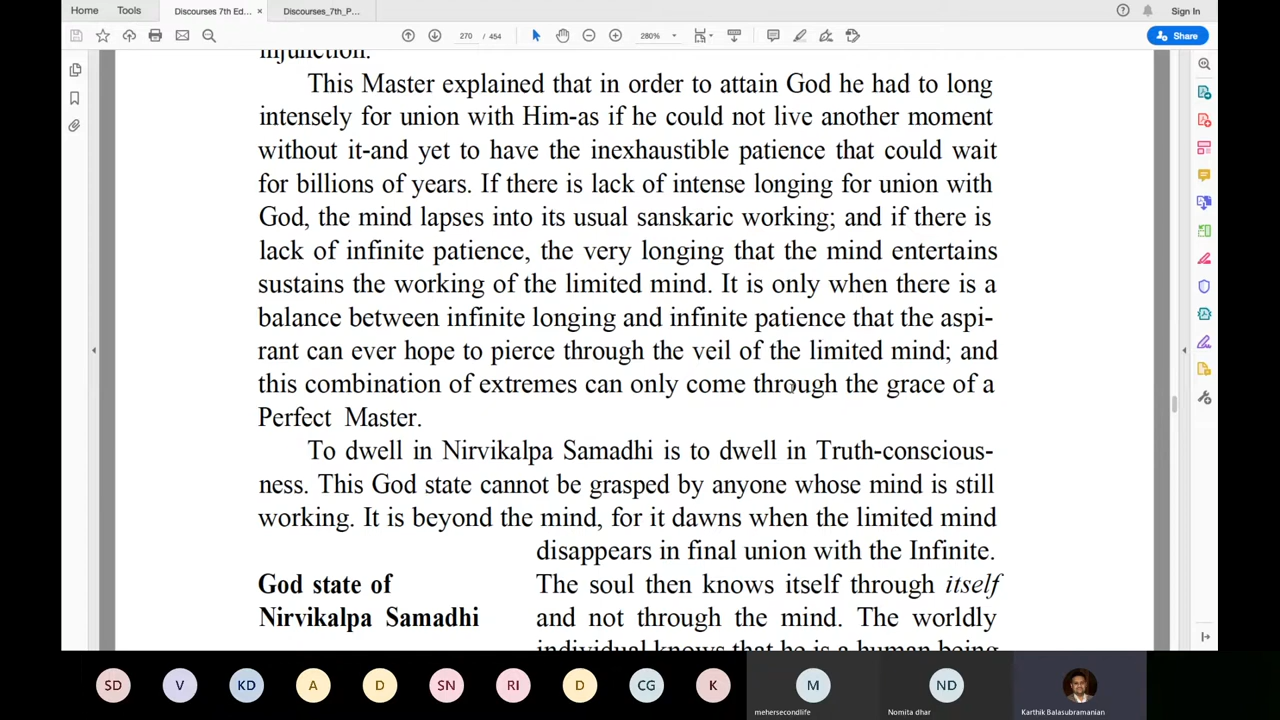 Home
Tools
Discourses 7th Ed... ×
Discourses_7th_P...
Sign In
270 / 454
280%
Share
injunction.
This Master explained that in order to attain God he had to long
intensely for union with Him-as if he could not live another moment
without it-and yet to have the inexhaustible patience that could wait
for billions of years. If there is lack of intense longing for union with
God, the mind lapses into its usual sanskaric working; and if there is
lack of infinite patience, the very longing that the mind entertains
sustains the working of the limited mind. It is only when there is a
balance between infinite longing and infinite patience that the aspi-
rant can ever hope to pierce through the veil of the limited mind; and
this combination of extremes can only come through the grace of a
Perfect Master.
To dwell in Nirvikalpa Samadhi is to dwell in Truth-conscious-
ness. This God state cannot be grasped by anyone whose mind is still
working. It is beyond the mind, for it dawns when the limited mind
disappears in final union with the Infinite.
God state of
Nirvikalpa Samadhi
The soul then knows itself through itself
and not through the mind. The worldly
individual knows that he is a human being
SD
V
KD
A
D
SN
RI
D
CG
K
M
ND
mehersecondlife
Nomita dhar
Karthik Balasubramanian